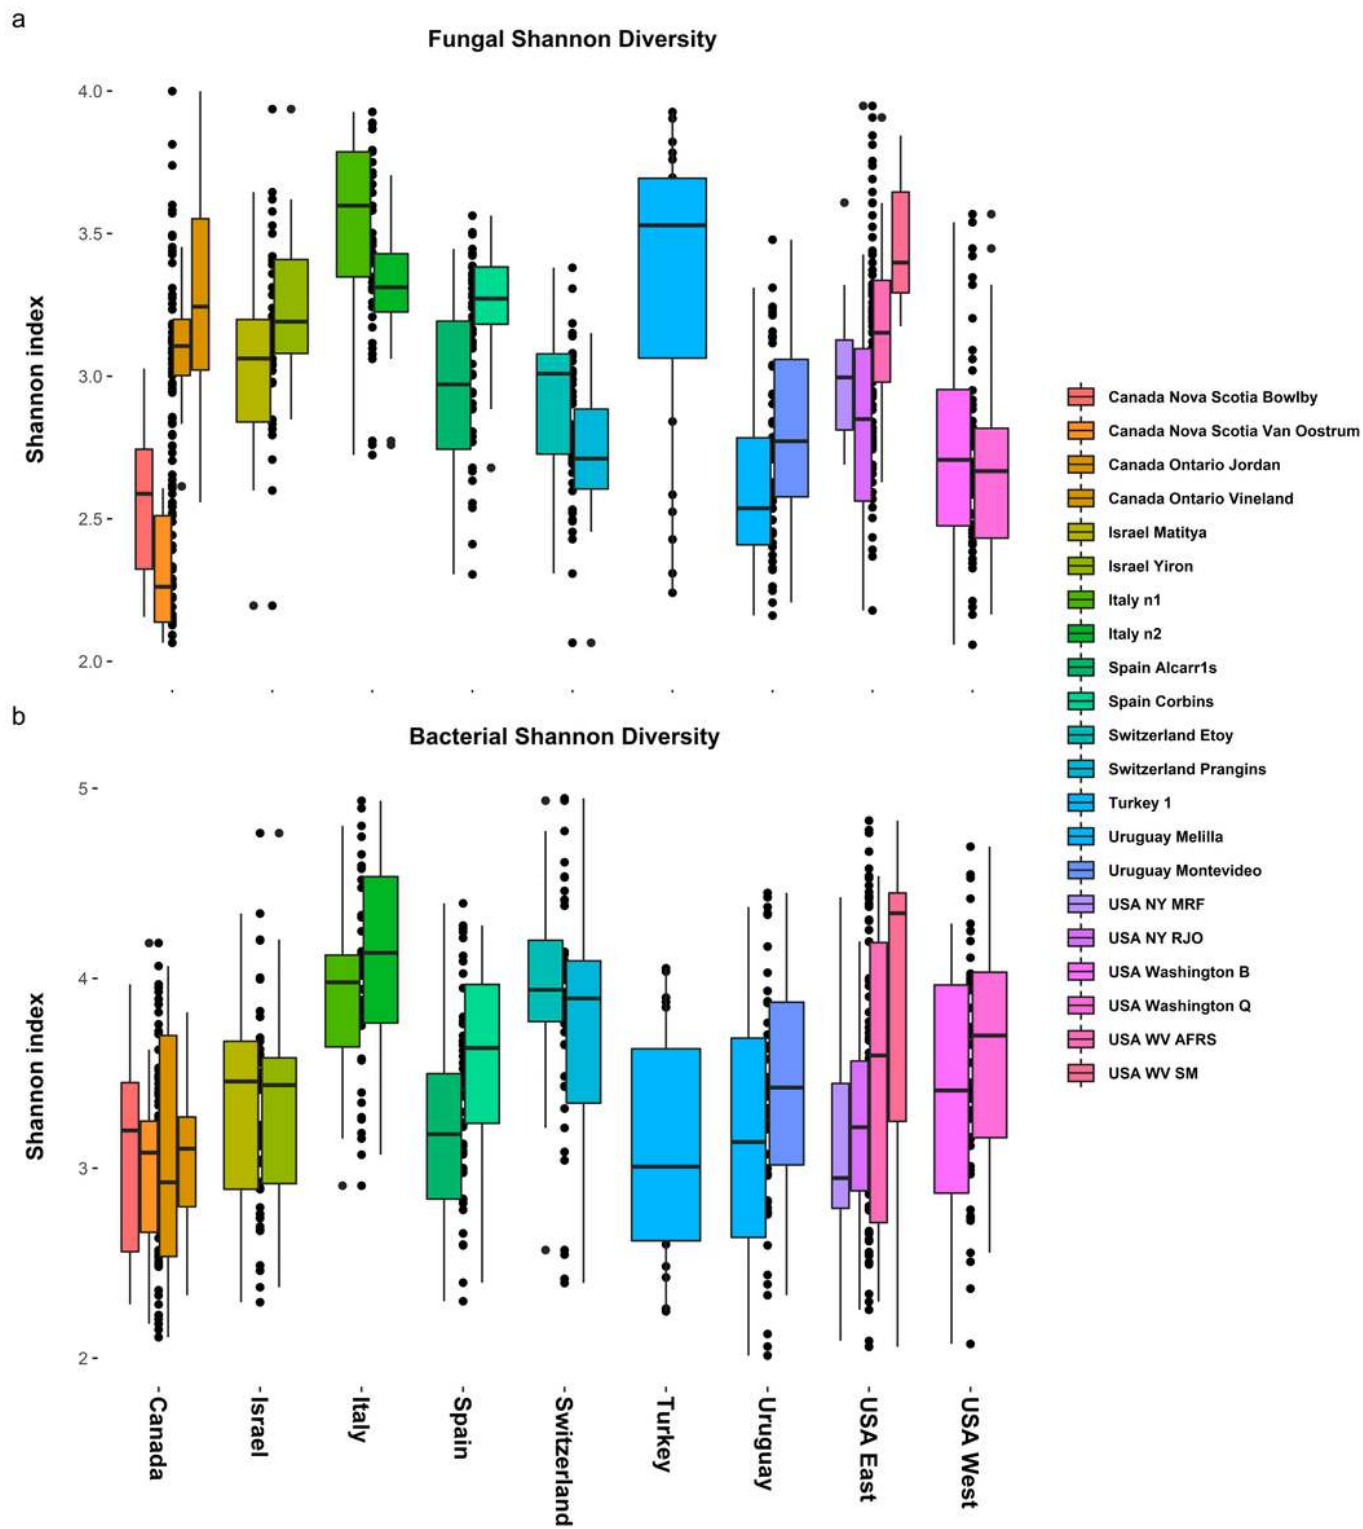 a
Fungal Shannon Diversity
4.0
3.5
3.0
2.5
2.0
Shannon index
b
Bacterial Shannon Diversity
5
4
3
2
Shannon index
Canada
Israel
Italy
Spain
Switzerland
Turkey
Uruguay
USA East
USA West
Canada Nova Scotia Bowlby
Canada Nova Scotia Van Oostrum
Canada Ontario Jordan
Canada Ontario Vineland
Israel Matitya
Israel Yiron
Italy n1
Italy n2
Spain Alcarr1s
Spain Corbins
Switzerland Etoy
Switzerland Prangins
Turkey 1
Uruguay Melilla
Uruguay Montevideo
USA NY MRF
USA NY RJO
USA Washington B
USA Washington Q
USA WV AFRS
USA WV SM